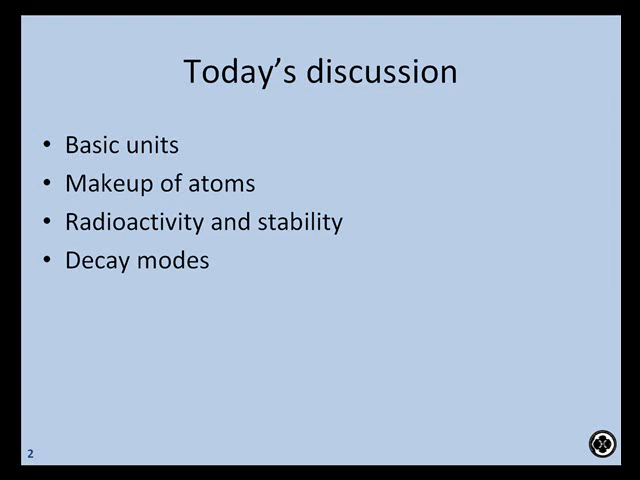 Today's discussion
• Basic units
• Makeup of atoms
• Radioactivity and stability
• Decay modes
2